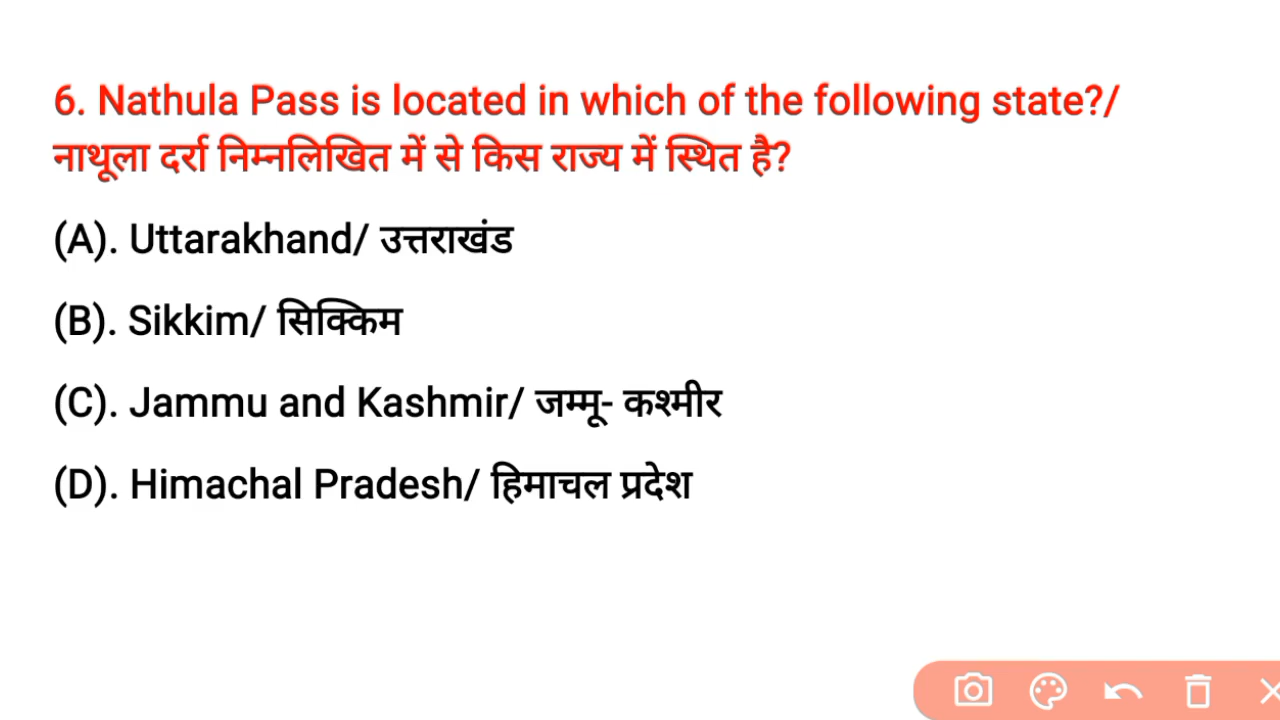 6. Nathula Pass is located in which of the following state?/
नाथूला दर्रा निम्नलिखित में से किस राज्य में स्थित है?
(A). Uttarakhand/ उत्तराखंड
(B). Sikkim/ सिक्किम
(C). Jammu and Kashmir/ जम्मू- कश्मीर
(D). Himachal Pradesh/ हिमाचल प्रदेश